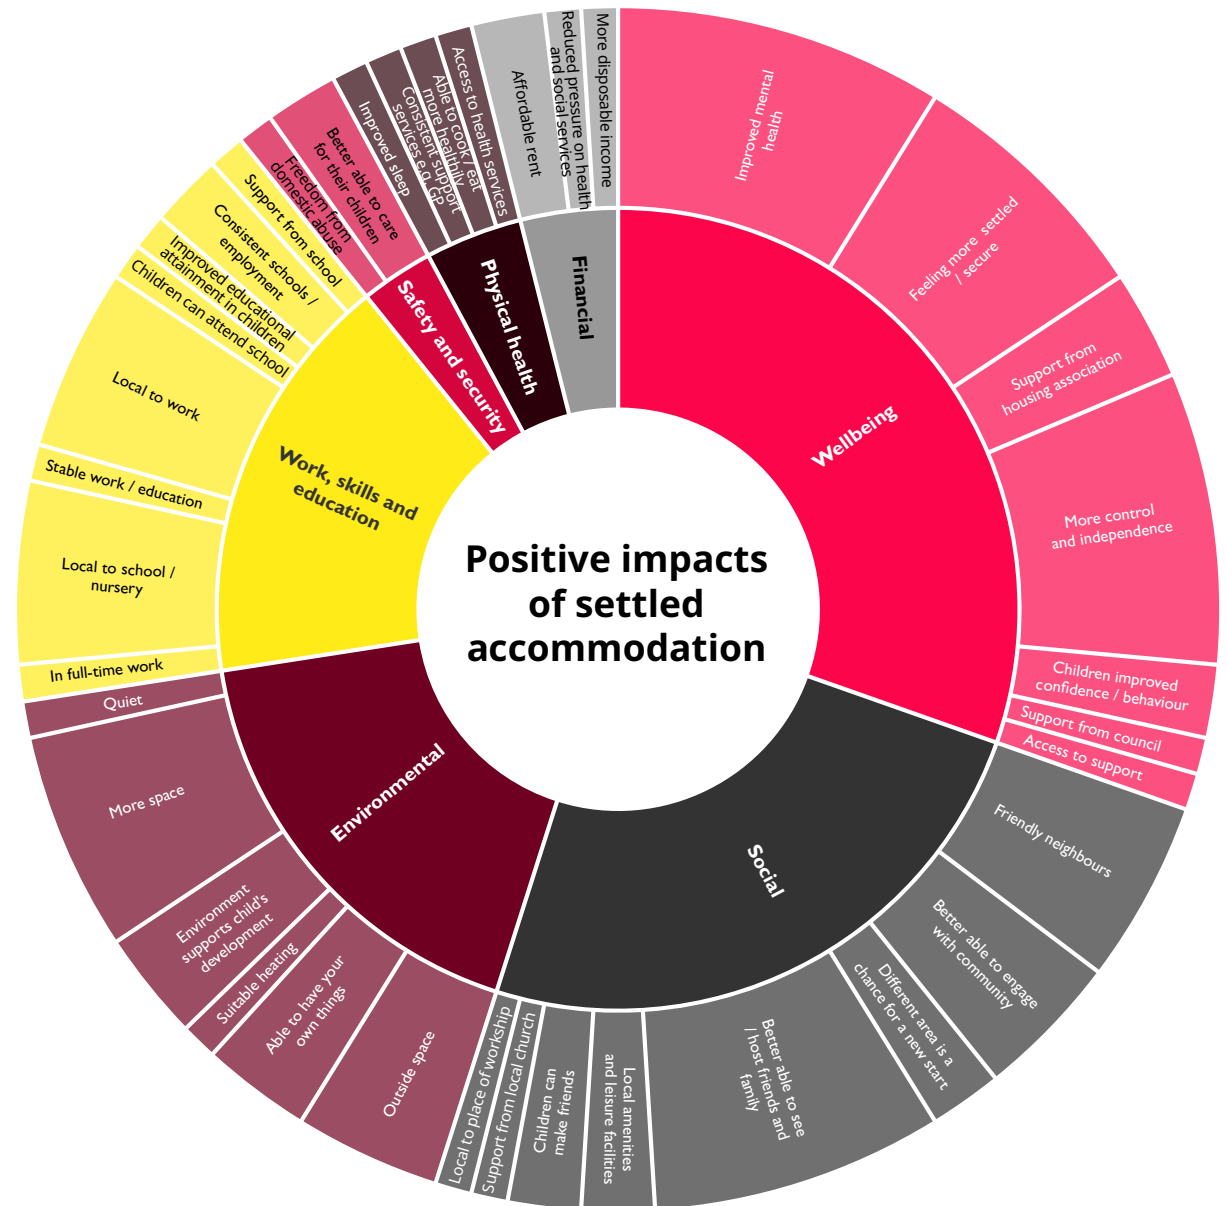 Positive impacts
of settled
accommodation
Wellbeing
Improved mental
health
Feeling more settled
/ secure
Support from
housing association
More control
and independence
Children improved
confidence / behaviour
Support from council
Access to support
Social
Friendly neighbours
Better able to engage
with community
Different area is a
chance for a new start
Better able to see
/ host friends and
family
Local amenities
and leisure facilities
Children can
make friends
Support from local church
Local to place of workship
Environmental
Outside space
Able to have your
own things
Suitable heating
Environment
supports child's
development
More space
Quiet
Work, skills and
education
In full-time work
Local to school /
nursery
Stable work / education
Local to work
Children can attend school
Improved educational
attainment in children
Consistent schools /
employment
Support from school
Safety and security
Freedom from
domestic abuse
Better able to care
for their children
Physical health
Improved sleep
Consistent support
services e.g. GP
Able to cook / eat
more healthily
Access to health services
Financial
Affordable rent
Reduced pressure on health
and social services
More disposable income